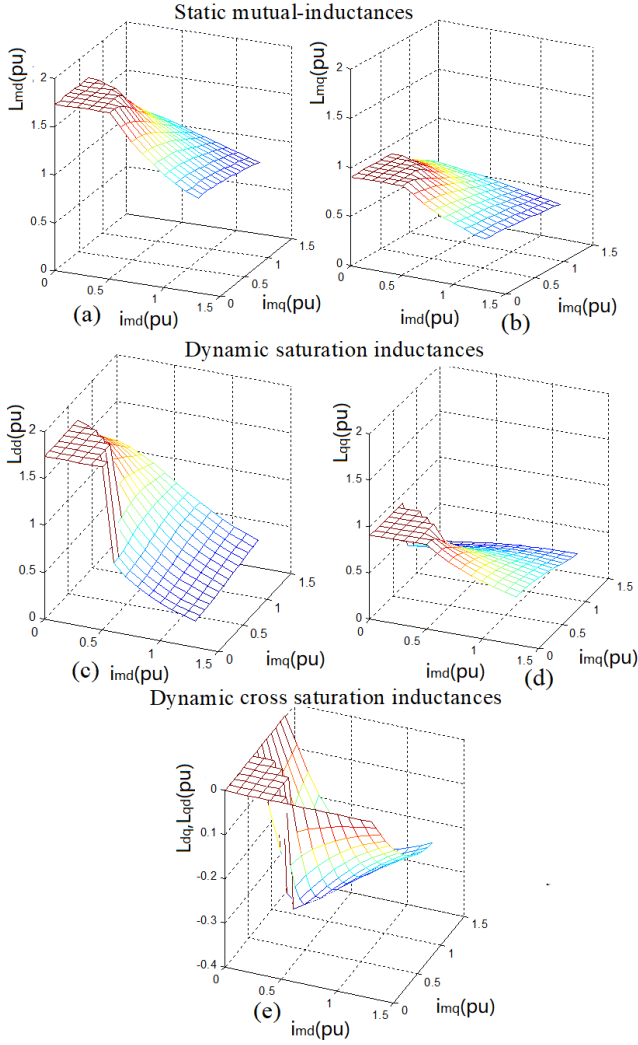 Static mutual-inductances
Lmd(pu)
2
1.5
1
0.5
0
0.5
1
1.5
0
0.5
1
1.5
imd(pu)
imq(pu)
(a)
Lmq(pu)
2
1.5
1
0.5
0
0
0.5
1
1.5
0
0.5
1
1.5
imd(pu)
imq(pu)
(b)
Dynamic saturation inductances
Ldd(pu)
2
1.5
1
0.5
0
0
0.5
1
1.5
0
0.5
1
1.5
imd(pu)
imq(pu)
(c)
Lqq(pu)
2
1.5
1
0.5
0
0
0.5
1
1.5
0
0.5
1
1.5
imd(pu)
imq(pu)
(d)
Dynamic cross saturation inductances
Ldq,Lqd(pu)
0
0.1
-0.2
-0.3
-0.4
0
0.5
1
1.5
0
0.5
1
1.5
imd(pu)
imq(pu)
(e)